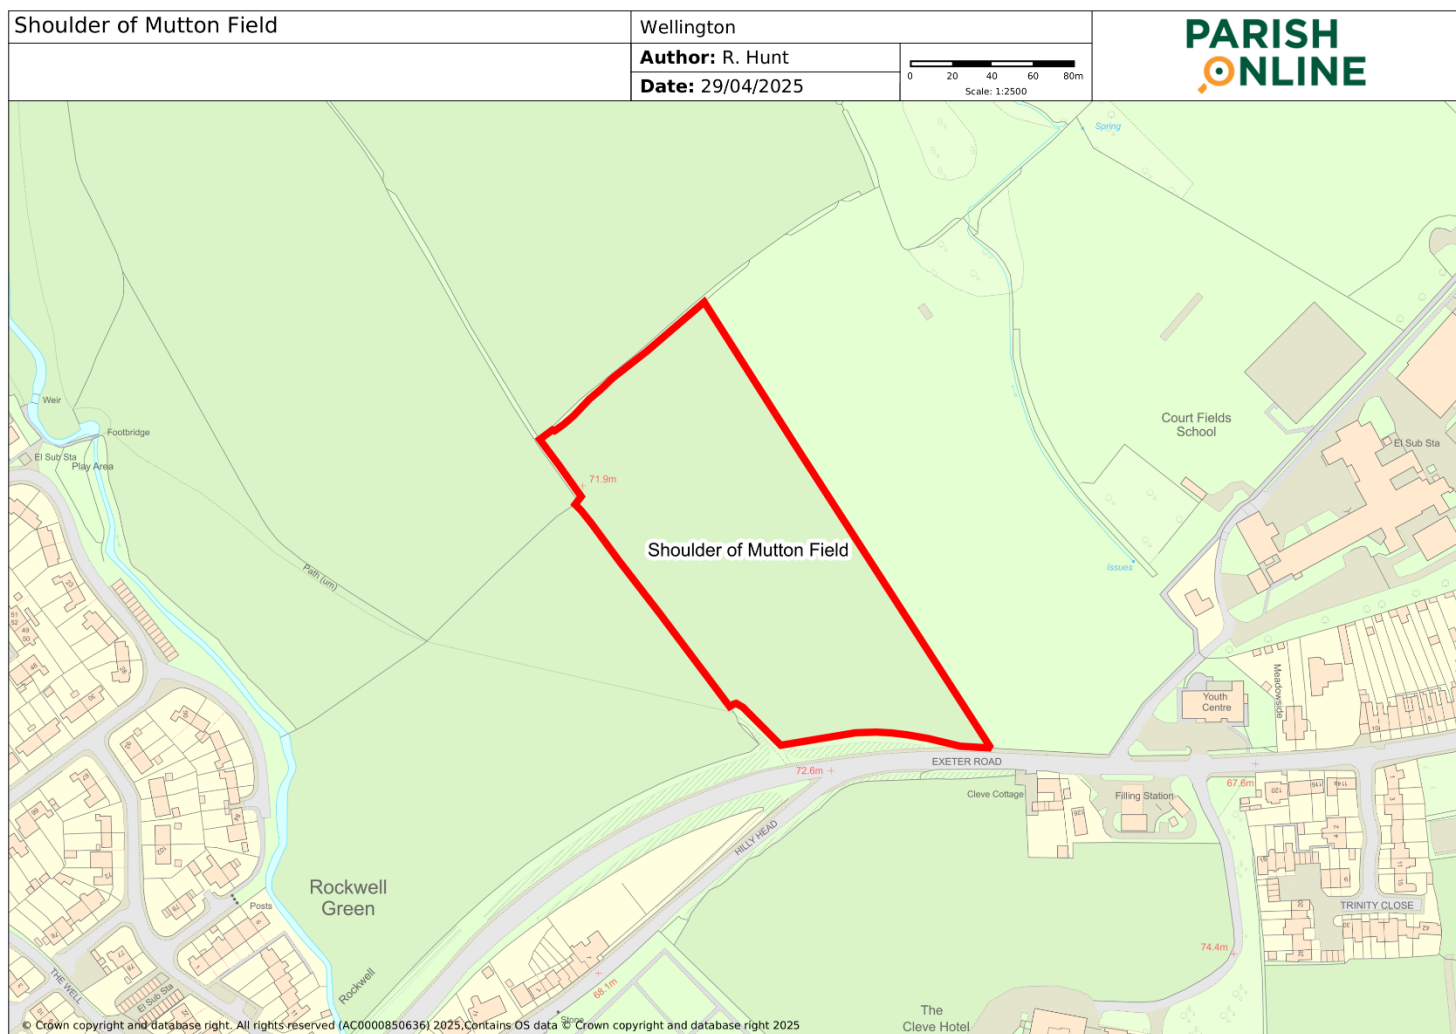 Shoulder of Mutton Field
Wellington
Author: R. Hunt
Date: 29/04/2025
0 20 40 60 80m
Scale: 1:2500
PARISH
ONLINE
Spring
Weir
Footbridge
El Sub Sta
Play Area
Court Fields
School
El Sub Sta
71.9m
Shoulder of Mutton Field
Path (um)
Issues
Meadowside
Youth
Centre
EXETER ROAD
72.6m
67.6m
Cleve Cottage
Filling Station
HILLY HEAD
Rockwell
Green
Posts
TRINITY CLOSE
74.4m
THE WELL
El Sub Sta
Rockwell
68.1m
Stone
The
Cleve Hotel
© Crown copyright and database right. All rights reserved (AC0000850636) 2025,Contains OS data © Crown copyright and database right 2025